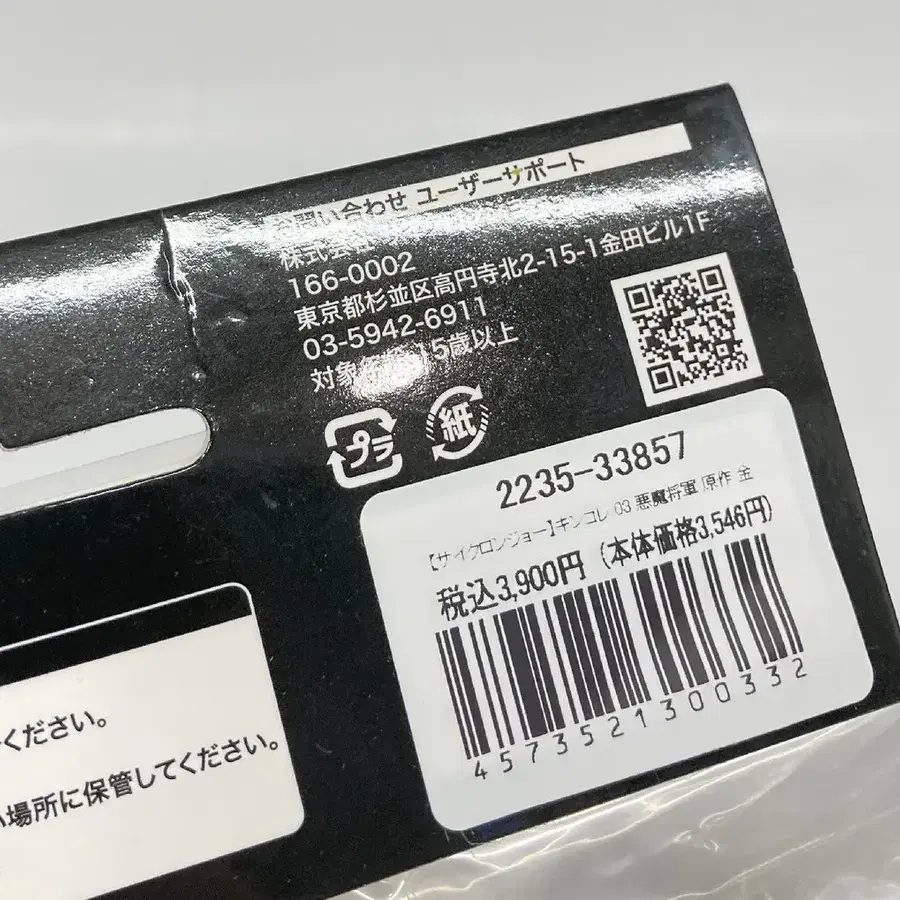 お問い合わせ ユーザーサポート
株式会社
166-0002
東京都杉並区高円寺北2-15-1金田ビル1F
03-5942-6911
対象年齢 15歳以上
プラ
紙
2235-33857
【サイクロンジョー】キンコレ 03 悪魔将軍 原作 金
税込3,900円 (本体価格3,546円)
4573521300332
ください。
場所に保管してください。